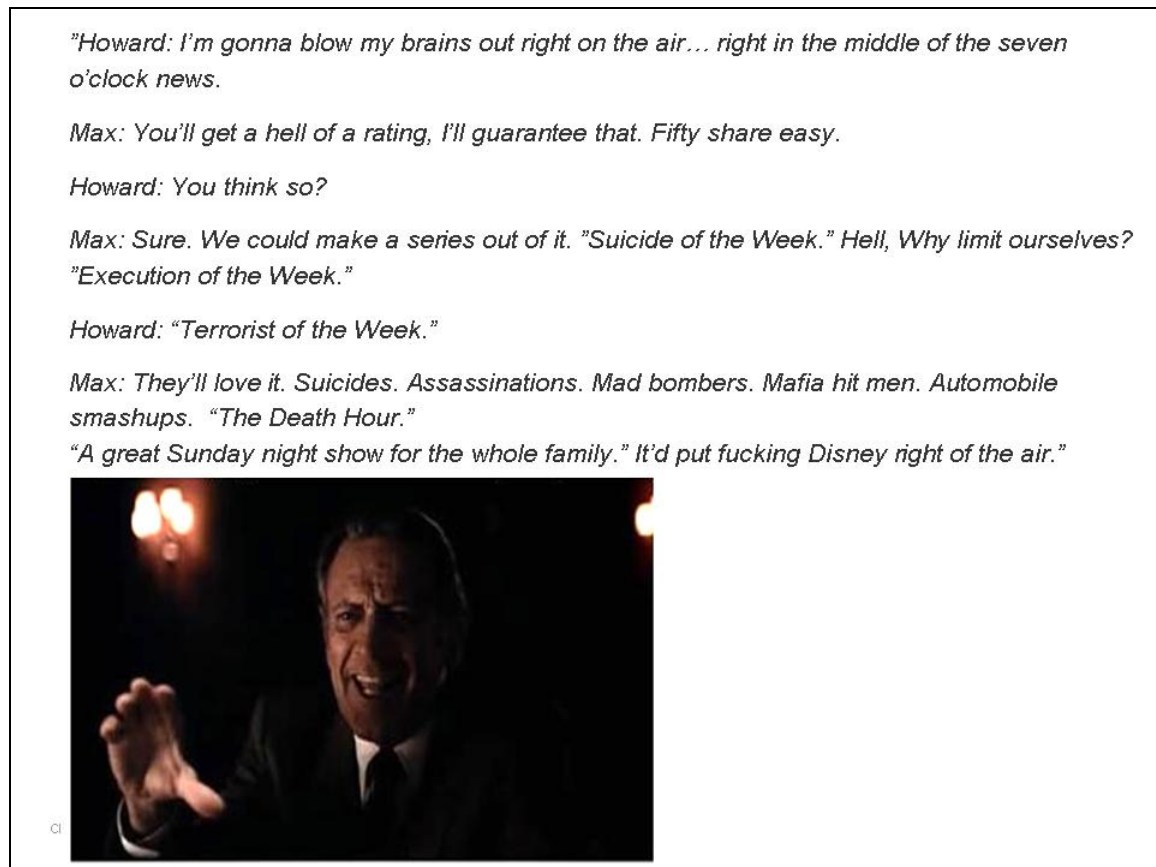 ”Howard: I’m gonna blow my brains out right on the air… right in the middle of the seven
o’clock news.
Max: You’ll get a hell of a rating, I’ll guarantee that. Fifty share easy.
Howard: You think so?
Max: Sure. We could make a series out of it. ”Suicide of the Week.” Hell, Why limit ourselves?
”Execution of the Week.”
Howard: “Terrorist of the Week.”
Max: They’ll love it. Suicides. Assassinations. Mad bombers. Mafia hit men. Automobile
smashups. “The Death Hour.”
“A great Sunday night show for the whole family.” It’d put fucking Disney right of the air.”